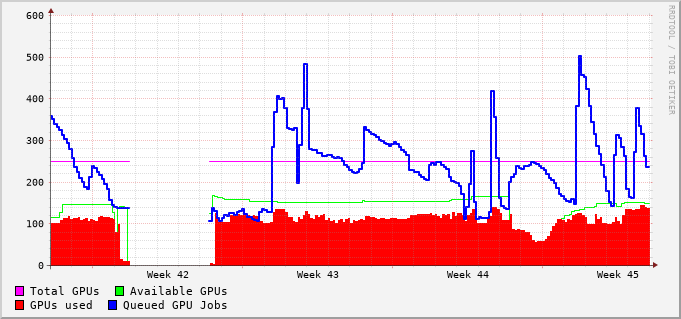 600
500
400
300
200
100
0
Week 42 Week 43 Week 44 Week 45
Total GPUs Available GPUs
GPUs used Queued GPU Jobs
RRDTOOL / TOBI OETIKER